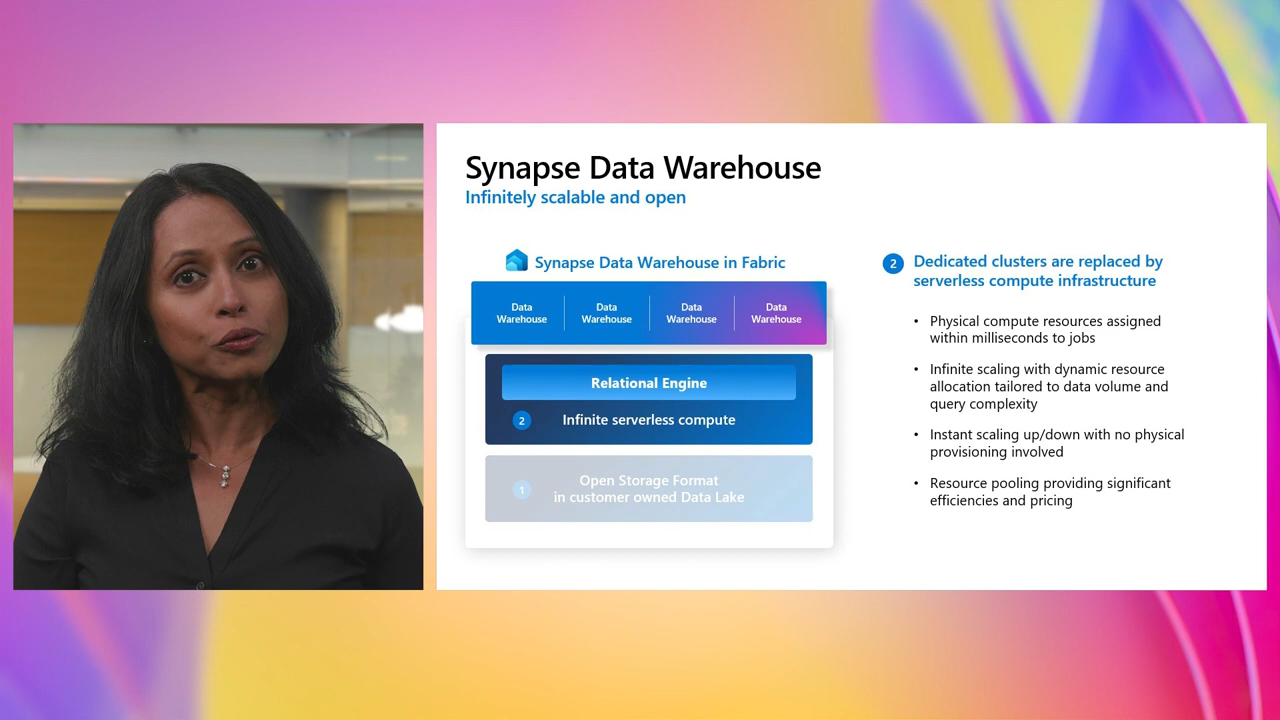 Synapse Data Warehouse
Infinitely scalable and open
Synapse Data Warehouse in Fabric
Data
Warehouse
Data
Warehouse
Data
Warehouse
Data
Warehouse
Relational Engine
2 Infinite serverless compute
1 Open Storage Format
in customer owned Data Lake
2 Dedicated clusters are replaced by
serverless compute infrastructure
• Physical compute resources assigned
within milliseconds to jobs
• Infinite scaling with dynamic resource
allocation tailored to data volume and
query complexity
• Instant scaling up/down with no physical
provisioning involved
• Resource pooling providing significant
efficiencies and pricing